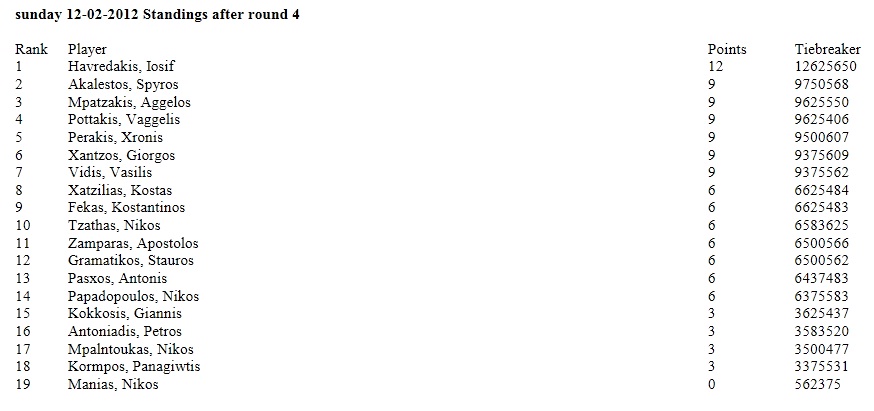 sunday 12-02-2012 Standings after round 4
Rank Player Points Tiebreaker
1 Havredakis, Iosif 12 12625650
2 Akalestos, Spyros 9 9750568
3 Mpatzakis, Aggelos 9 9625550
4 Pottakis, Vaggelis 9 9625406
5 Perakis, Xronis 9 9500607
6 Xantzos, Giorgos 9 9375609
7 Vidis, Vasilis 9 9375562
8 Xatzilias, Kostas 6 6625484
9 Fekas, Kostantinos 6 6625483
10 Tzathas, Nikos 6 6583625
11 Zamparas, Apostolos 6 6500566
12 Gramatikos, Stauros 6 6500562
13 Pasxos, Antonis 6 6437483
14 Papadopoulos, Nikos 6 6375583
15 Kokkosis, Giannis 3 3625437
16 Antoniadis, Petros 3 3583520
17 Mpalntoukas, Nikos 3 3500477
18 Kormpos, Panagiwtis 3 3375531
19 Manias, Nikos 0 562375